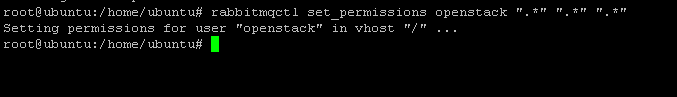 root@ubuntu:/home/ubuntu# rabbitmqctl set_permissions openstack ".*" ".*" ".*"
Setting permissions for user "openstack" in vhost "/" ...
root@ubuntu:/home/ubuntu#